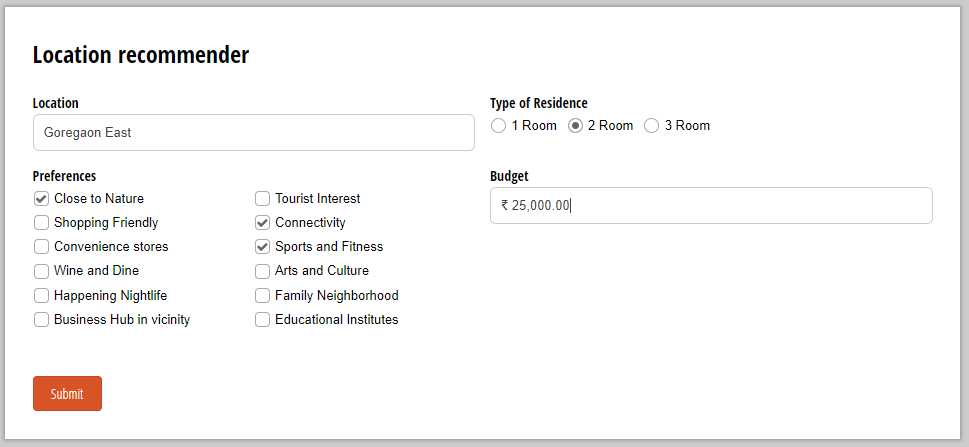 Location recommender
Location
Goregaon East
Type of Residence
1 Room 2 Room 3 Room
Preferences
Close to Nature
Shopping Friendly
Convenience stores
Wine and Dine
Happening Nightlife
Business Hub in vicinity
Tourist Interest
Connectivity
Sports and Fitness
Arts and Culture
Family Neighborhood
Educational Institutes
Budget
₹ 25,000.00
Submit